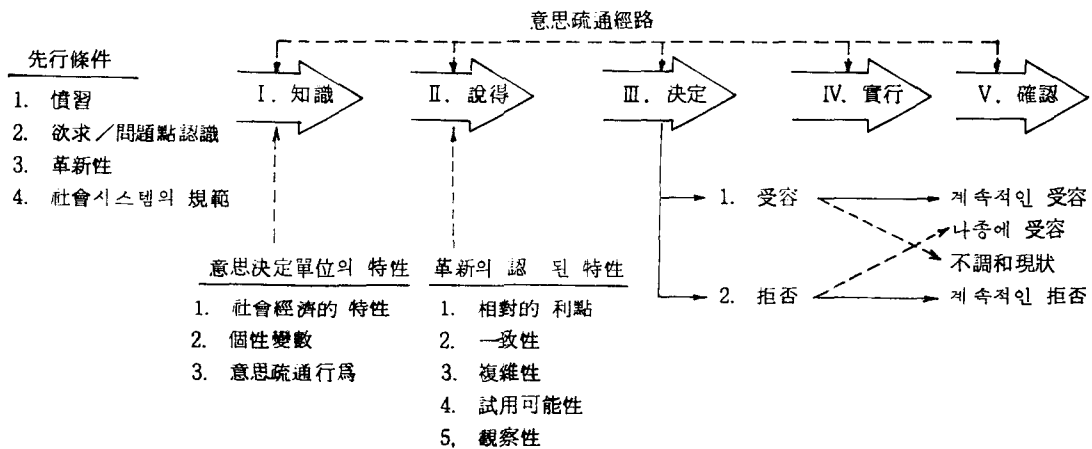 意思疏通經路
先行條件
1. 慣習
2. 欲求／問題點認識
3. 革新性
4. 社會시스템의 規範
Ⅰ. 知識
Ⅱ. 說得
Ⅲ. 決定
Ⅳ. 實行
Ⅴ. 確認
意思決定單位의 特性
1. 社會經濟的 特性
2. 個性變數
3. 意思疏通行爲
革新의 認 된 特性
1. 相對的 利點
2. 一致性
3. 複雜性
4. 試用可能性
5, 觀察性
1. 受容
2. 拒否
계속적인 受容
나중에 受容
不調和現狀
계속적인 拒否